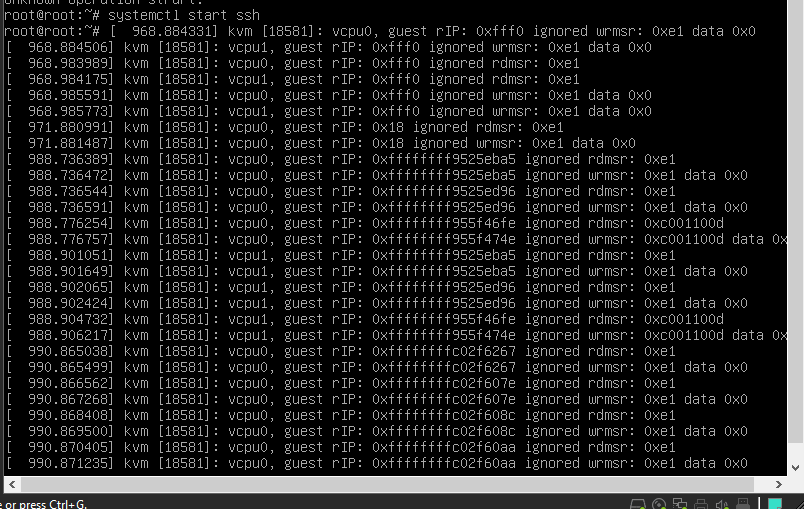 unknown operation strart.
root@root:~# systemctl start ssh
root@root:~# [  968.884331] kvm [18581]: vcpu0, guest rIP: 0xfff0 ignored wrmsr: 0xe1 data 0x0
[  968.884506] kvm [18581]: vcpu1, guest rIP: 0xfff0 ignored wrmsr: 0xe1 data 0x0
[  968.983989] kvm [18581]: vcpu0, guest rIP: 0xfff0 ignored rdmsr: 0xe1
[  968.984175] kvm [18581]: vcpu1, guest rIP: 0xfff0 ignored rdmsr: 0xe1
[  968.985591] kvm [18581]: vcpu0, guest rIP: 0xfff0 ignored wrmsr: 0xe1 data 0x0
[  968.985773] kvm [18581]: vcpu1, guest rIP: 0xfff0 ignored wrmsr: 0xe1 data 0x0
[  971.880991] kvm [18581]: vcpu0, guest rIP: 0x18 ignored rdmsr: 0xe1
[  971.881487] kvm [18581]: vcpu0, guest rIP: 0x18 ignored wrmsr: 0xe1 data 0x0
[  988.736389] kvm [18581]: vcpu0, guest rIP: 0xffffffff9525eba5 ignored rdmsr: 0xe1
[  988.736472] kvm [18581]: vcpu0, guest rIP: 0xffffffff9525eba5 ignored wrmsr: 0xe1 data 0x0
[  988.736544] kvm [18581]: vcpu0, guest rIP: 0xffffffff9525ed96 ignored rdmsr: 0xe1
[  988.736591] kvm [18581]: vcpu0, guest rIP: 0xffffffff9525ed96 ignored wrmsr: 0xe1 data 0x0
[  988.776254] kvm [18581]: vcpu0, guest rIP: 0xffffffff955f46fe ignored rdmsr: 0xc001100d
[  988.776757] kvm [18581]: vcpu0, guest rIP: 0xffffffff955f474e ignored wrmsr: 0xc001100d data 0x
[  988.901051] kvm [18581]: vcpu1, guest rIP: 0xffffffff9525eba5 ignored rdmsr: 0xe1
[  988.901649] kvm [18581]: vcpu1, guest rIP: 0xffffffff9525eba5 ignored wrmsr: 0xe1 data 0x0
[  988.902065] kvm [18581]: vcpu1, guest rIP: 0xffffffff9525ed96 ignored rdmsr: 0xe1
[  988.902424] kvm [18581]: vcpu1, guest rIP: 0xffffffff9525ed96 ignored wrmsr: 0xe1 data 0x0
[  988.904732] kvm [18581]: vcpu1, guest rIP: 0xffffffff955f46fe ignored rdmsr: 0xc001100d
[  988.906217] kvm [18581]: vcpu1, guest rIP: 0xffffffff955f474e ignored wrmsr: 0xc001100d data 0x
[  990.865038] kvm [18581]: vcpu0, guest rIP: 0xffffffffc02f6267 ignored rdmsr: 0xe1
[  990.865499] kvm [18581]: vcpu0, guest rIP: 0xffffffffc02f6267 ignored wrmsr: 0xe1 data 0x0
[  990.866562] kvm [18581]: vcpu0, guest rIP: 0xffffffffc02f607e ignored rdmsr: 0xe1
[  990.867268] kvm [18581]: vcpu0, guest rIP: 0xffffffffc02f607e ignored wrmsr: 0xe1 data 0x0
[  990.868408] kvm [18581]: vcpu0, guest rIP: 0xffffffffc02f608c ignored rdmsr: 0xe1
[  990.869500] kvm [18581]: vcpu0, guest rIP: 0xffffffffc02f608c ignored wrmsr: 0xe1 data 0x0
[  990.870405] kvm [18581]: vcpu0, guest rIP: 0xffffffffc02f60aa ignored rdmsr: 0xe1
[  990.871235] kvm [18581]: vcpu0, guest rIP: 0xffffffffc02f60aa ignored wrmsr: 0xe1 data 0x0
e or press Ctrl+G.